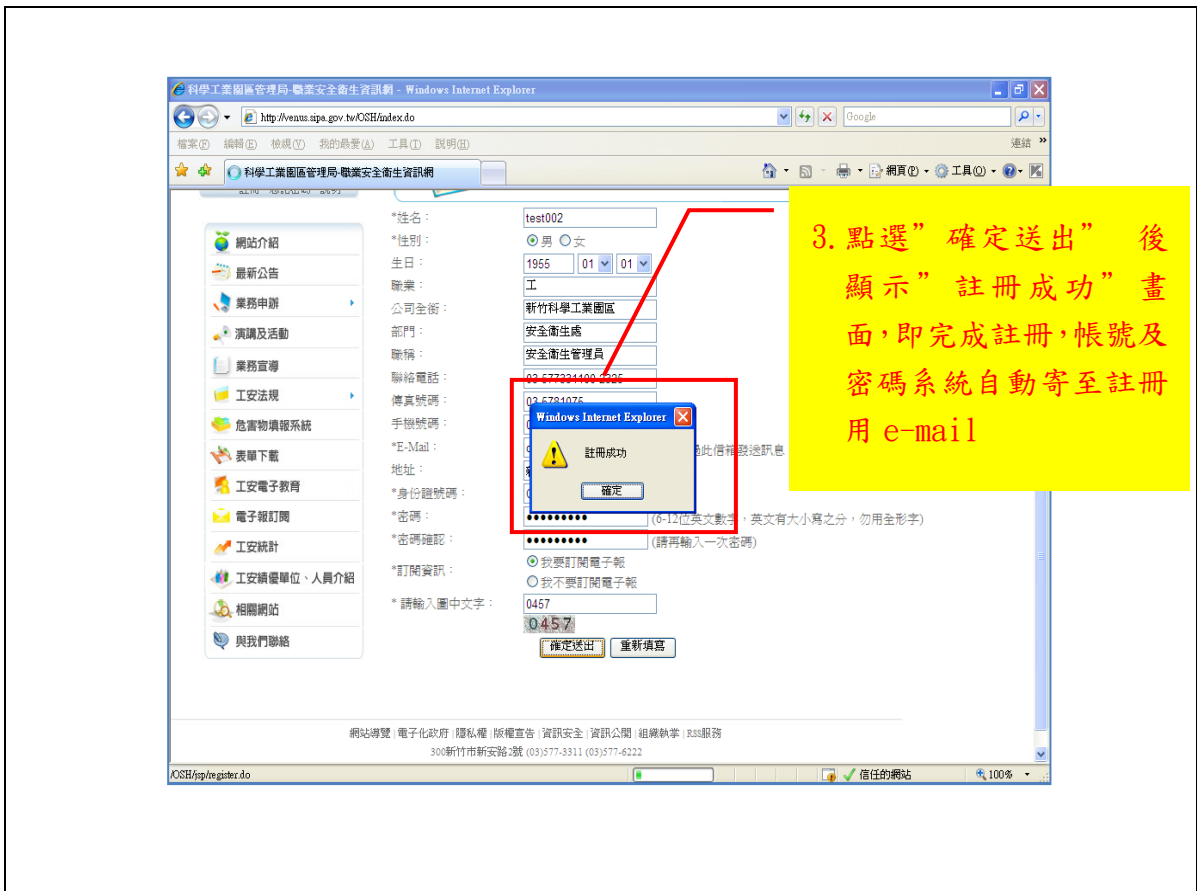 科學工業園區管理局-職業安全衛生資訊網 - Windows Internet Explorer
http://venus.sipa.gov.tw/OSH/index.do
Google
檔案(F) 編輯(E) 檢視(V) 我的最愛(A) 工具(T) 說明(H)
連結 »
科學工業園區管理局-職業安全衛生資訊網
網頁(P) 工具(O)
3.點選”確定送出” 後
顯示”註冊成功”畫
面,即完成註冊,帳號及
密碼系統自動寄至註冊
用 e-mail
網站介紹
最新公告
業務申辦
演講及活動
業務宣導
工安法規
危害物填報系統
表單下載
工安電子教育
電子報訂閱
工安統計
工安績優單位、人員介紹
相關網站
與我們聯絡
*姓名： test002
*性別： 男 女
生日： 1955 01 01
職業： 工
公司全銜： 新竹科學工業園區
部門： 安全衛生處
職稱： 安全衛生管理員
聯絡電話：
傳真號碼： 03-5781075
手機號碼：
*E-Mail： 此信箱發送訊息
地址：
*身份證號碼：
*密碼： ••••••••• (6-12位英文數字，英文有大小寫之分，勿用全形字)
*密碼確認： ••••••••• (請再輸入一次密碼)
*訂閱資訊： 我要訂閱電子報
我不要訂閱電子報
* 請輸入圖中文字： 0457
0457
確定送出 重新填寫
Windows Internet Explorer
註冊成功
確定
網站導覽 | 電子化政府 | 隱私權 | 版權宣告 | 資訊安全 | 資訊公開 | 組織執掌 | RSS服務
300新竹市新安路2號 (03)577-3311 (03)577-6222
/OSH/jsp/register.do
信任的網站
100%